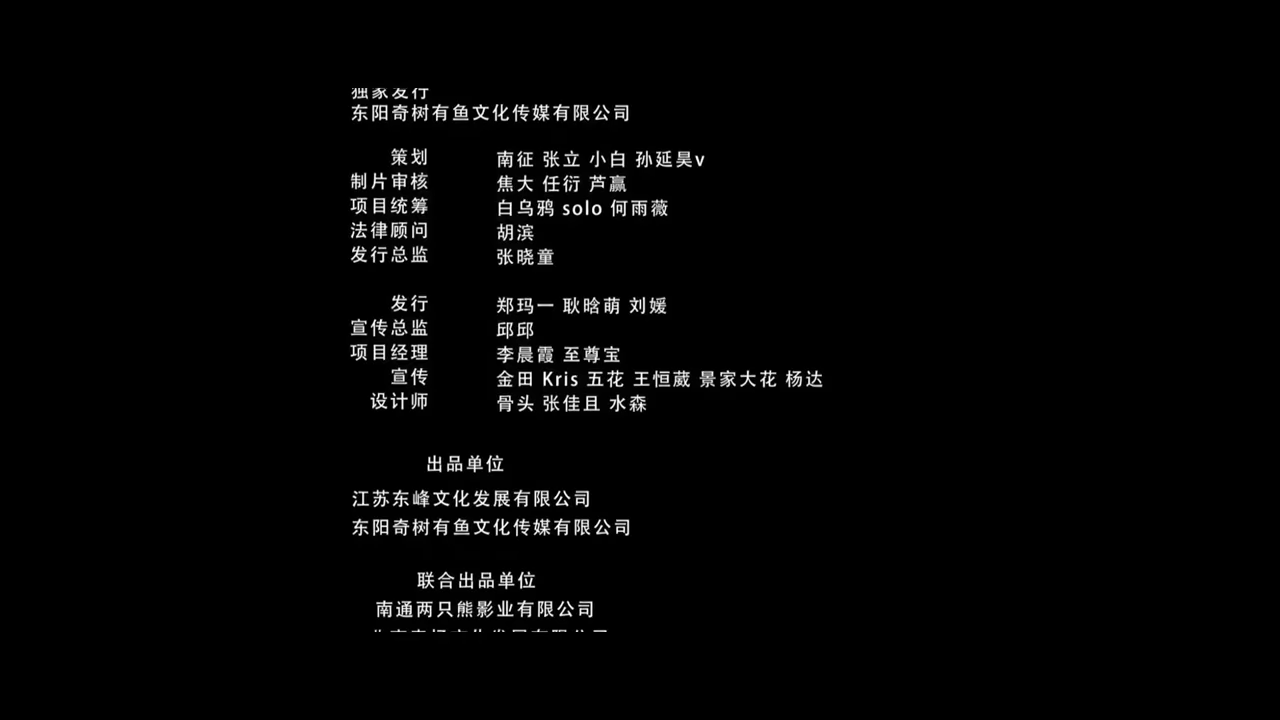 独家发行
东阳奇树有鱼文化传媒有限公司
策划 南征 张立 小白 孙延昊v
制片审核 焦大 任衍 芦赢
项目统筹 白乌鸦 solo 何雨薇
法律顾问 胡滨
发行总监 张晓童
发行 郑玛一 耿晗萌 刘媛
宣传总监 邱邱
项目经理 李晨霞 至尊宝
宣传 金田 Kris 五花 王恒葳 景家大花 杨达
设计师 骨头 张佳且 水森
出品单位
江苏东峰文化发展有限公司
东阳奇树有鱼文化传媒有限公司
联合出品单位
南通两只熊影业有限公司